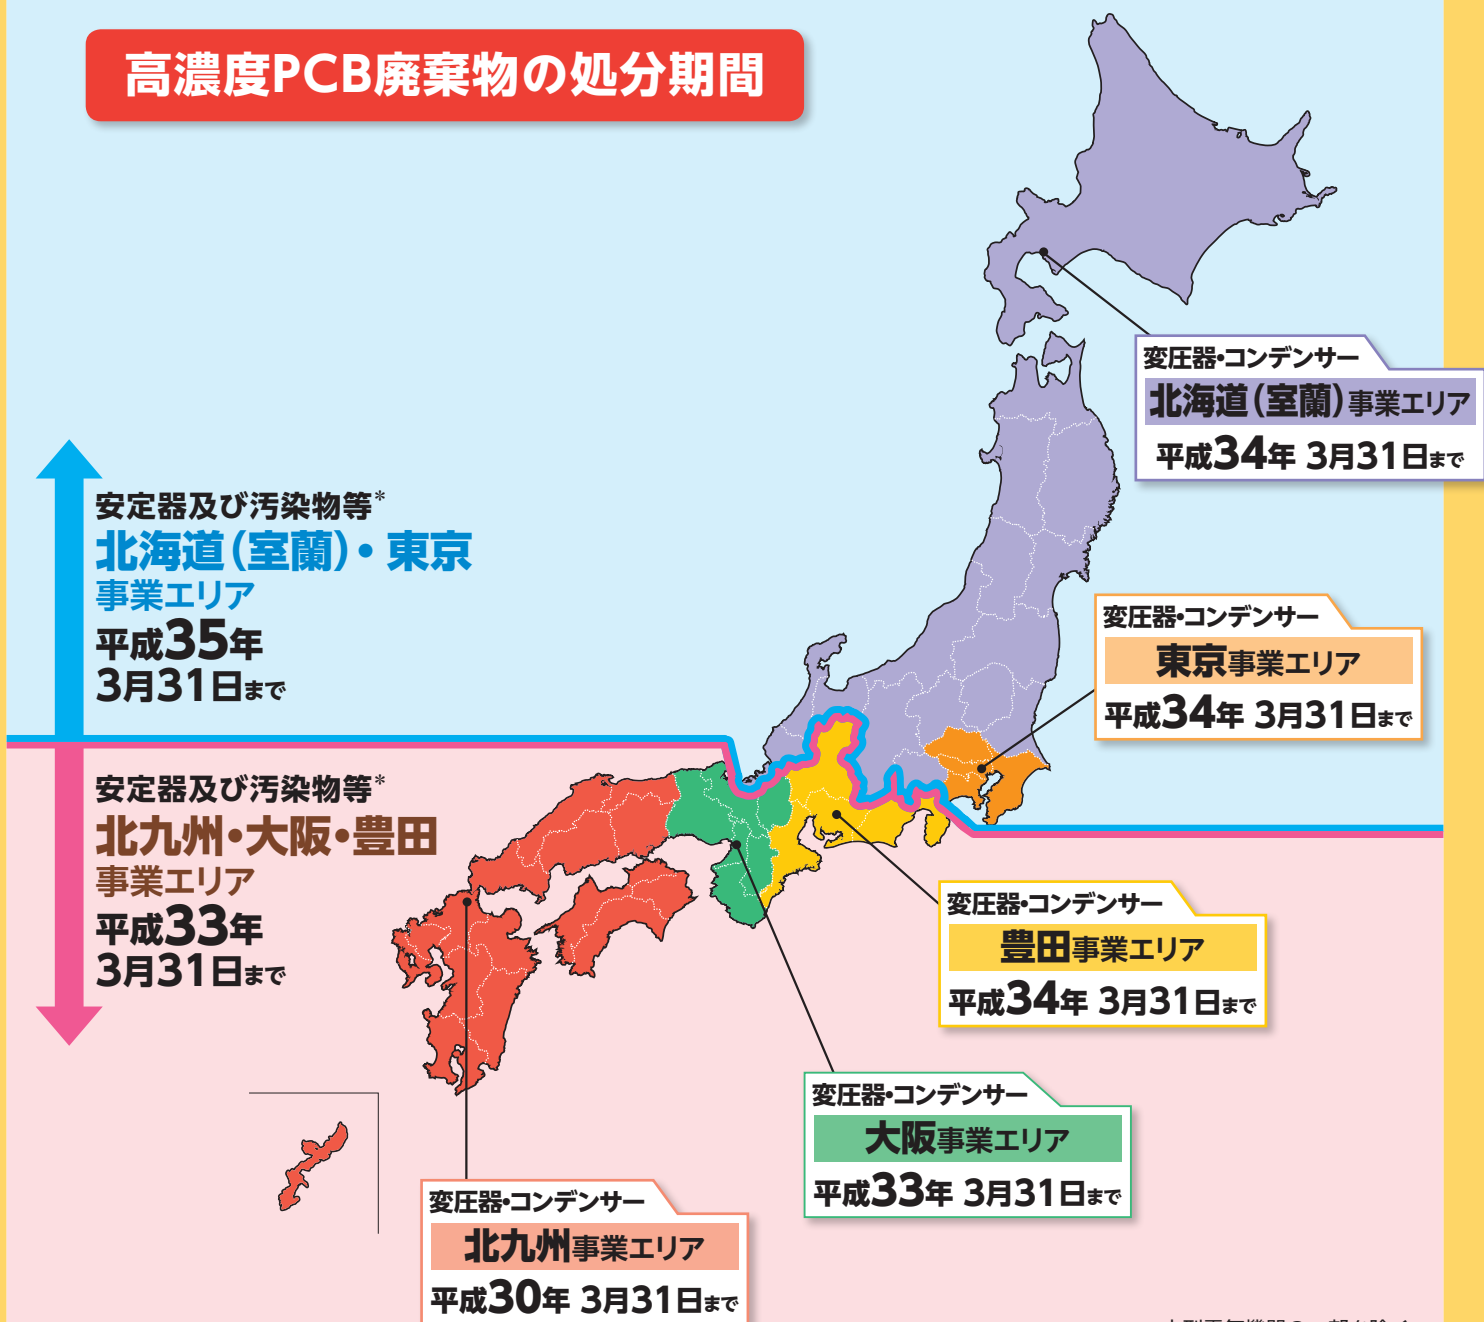 高濃度PCB廃棄物の処分期間
変圧器・コンデンサー
北海道(室蘭)事業エリア
平成34年 3月31日まで
安定器及び汚染物等*
北海道(室蘭)・東京
事業エリア
平成35年
3月31日まで
変圧器・コンデンサー
東京事業エリア
平成34年 3月31日まで
安定器及び汚染物等*
北九州・大阪・豊田
事業エリア
平成33年
3月31日まで
変圧器・コンデンサー
豊田事業エリア
平成34年 3月31日まで
変圧器・コンデンサー
大阪事業エリア
平成33年 3月31日まで
変圧器・コンデンサー
北九州事業エリア
平成30年 3月31日まで